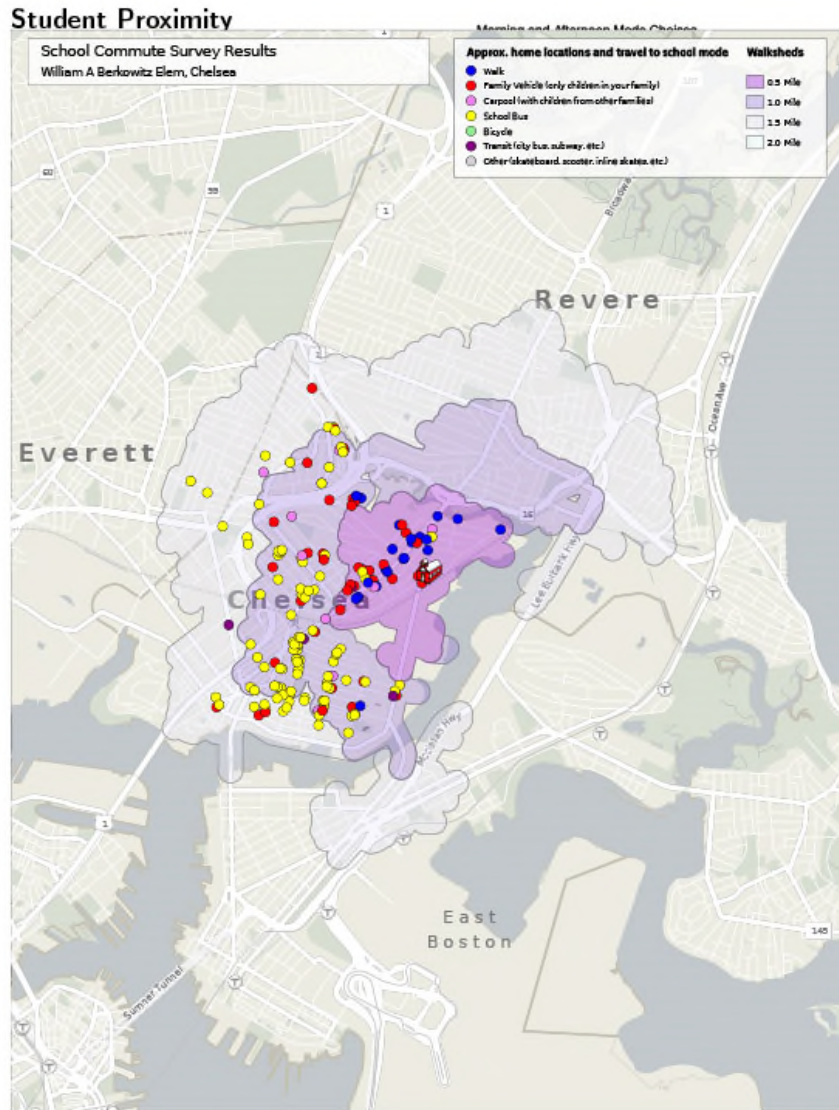 Student Proximity
Morning and Afternoon Mode Choices
School Commute Survey Results
William A Berkowitz Elem, Chelsea
Approx. home locations and travel to school mode
Walksheds
Walk
Family Vehicle (only children in your family)
Carpool (with children from other families)
School Bus
Bicycle
Transit (city bus, subway, etc.)
Other (skateboard, scooter, inline skates, etc.)
0.5 Mile
1.0 Mile
1.5 Mile
2.0 Mile
1
107
60
99
1
Broadway
Revere
1
Ocean Ave
Everett
16
Lee Burbank Hwy
Chelsea
McClellan Hwy
1
East
Boston
145
Sumner Tunnel
T
T
T
T
T
T
T
T
T
T